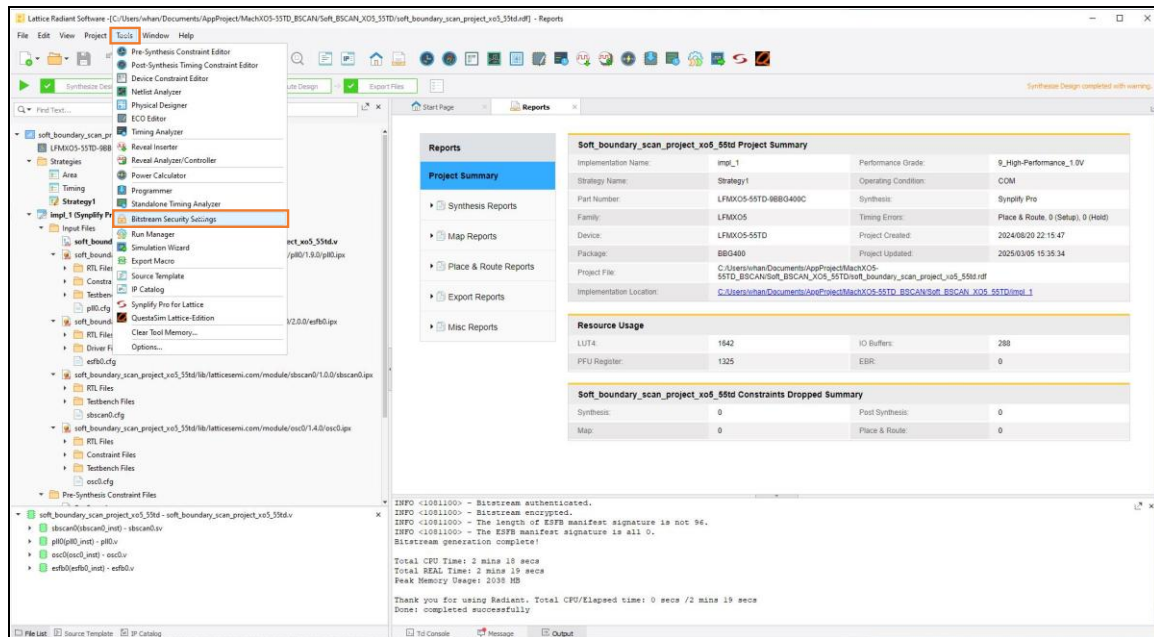 Lattice Radiant Software -[C:/Users/whan/Documents/AppProject/MechXO5-55TD_BSCAN/Soft_BSCAN_XO5_55TD/soft_boundary_scan_project_xo5_55td.rdf] - Reports
File Edit View Project Tools Window Help
Pre-Synthesis Constraint Editor
Post-Synthesis Timing Constraint Editor
Device Constraint Editor
Netlist Analyzer
Physical Designer
ECO Editor
Timing Analyzer
Reveal Inserter
Reveal Analyzer/Controller
Power Calculator
Programmer
Standalone Timing Analyzer
Bitstream Security Settings
Run Manager
Simulation Wizard
Export Macro
Source Template
IP Catalog
Synplify Pro for Lattice
QuestaSim Lattice-Edition
Clear Tool Memory...
Options...
Synthesize Desi
ute Design
Export Files
Synthesize Design completed with warning.
Find Text...
soft_boundary_scan_pr
LFMXO5-55TD-9BB
Strategies
Area
Timing
Strategy1
impl_1 (Synplify Pr
Input Files
soft_bound
ect_xo5_55td.v
soft_bound
/pll0/1.9.0/pll0.ipx
RTL Files
Constra
Testben
pll0.cfg
soft_bound
0/2.0.0/esfb0.ipx
RTL Files
Driver Fi
esfb0.cfg
soft_boundary_scan_project_xo5_55td/lib/latticesemi.com/module/sbscan0/1.0.0/sbscan0.ipx
RTL Files
Testbench Files
sbscan0.cfg
soft_boundary_scan_project_xo5_55td/lib/latticesemi.com/module/osc0/1.4.0/osc0.ipx
RTL Files
Constraint Files
Testbench Files
osc0.cfg
Pre-Synthesis Constraint Files
soft_boundary_scan_project_xo5_55td - soft_boundary_scan_project_xo5_55td.v
sbscan0(sbscan0_inst) - sbscan0.sv
pll0(pll0_inst) - pll0.v
osc0(osc0_inst) - osc0.v
esfb0(esfb0_inst) - esfb0.v
File List Source Template IP Catalog
Start Page Reports
Reports
Project Summary
Synthesis Reports
Map Reports
Place & Route Reports
Export Reports
Misc Reports
Soft_boundary_scan_project_xo5_55td Project Summary
Implementation Name: impl_1 Performance Grade: 9_High-Performance_1.0V
Strategy Name: Strategy1 Operating Condition: COM
Part Number: LFMXO5-55TD-9BBG400C Synthesis: Synplify Pro
Family: LFMXO5 Timing Errors: Place & Route, 0 (Setup), 0 (Hold)
Device: LFMXO5-55TD Project Created: 2024/08/20 22:15:47
Package: BBG400 Project Updated: 2025/03/05 15:35:34
Project File: C:/Users/whan/Documents/AppProject/MachXO5-
55TD_BSCAN/Soft_BSCAN_XO5_55TD/soft_boundary_scan_project_xo5_55td.rdf
Implementation Location: C:/Users/whan/Documents/AppProject/MachXO5-55TD_BSCAN/Soft_BSCAN_XO5_55TD/impl_1
Resource Usage
LUT4: 1642 IO Buffers: 288
PFU Register: 1325 EBR: 0
Soft_boundary_scan_project_xo5_55td Constraints Dropped Summary
Synthesis: 0 Post Synthesis: 0
Map: 0 Place & Route: 0
INFO <1081100> - Bitstream authenticated.
INFO <1081100> - Bitstream encrypted.
INFO <1081100> - The length of ESFB manifest signature is not 96.
INFO <1081100> - The ESFB manifest signature is all 0.
Bitstream generation complete!
Total CPU Time: 2 mins 18 secs
Total REAL Time: 2 mins 19 secs
Peak Memory Usage: 2038 MB
Thank you for using Radiant. Total CPU/Elapsed time: 0 secs /2 mins 19 secs
Done: completed successfully
Tcl Console Message Output